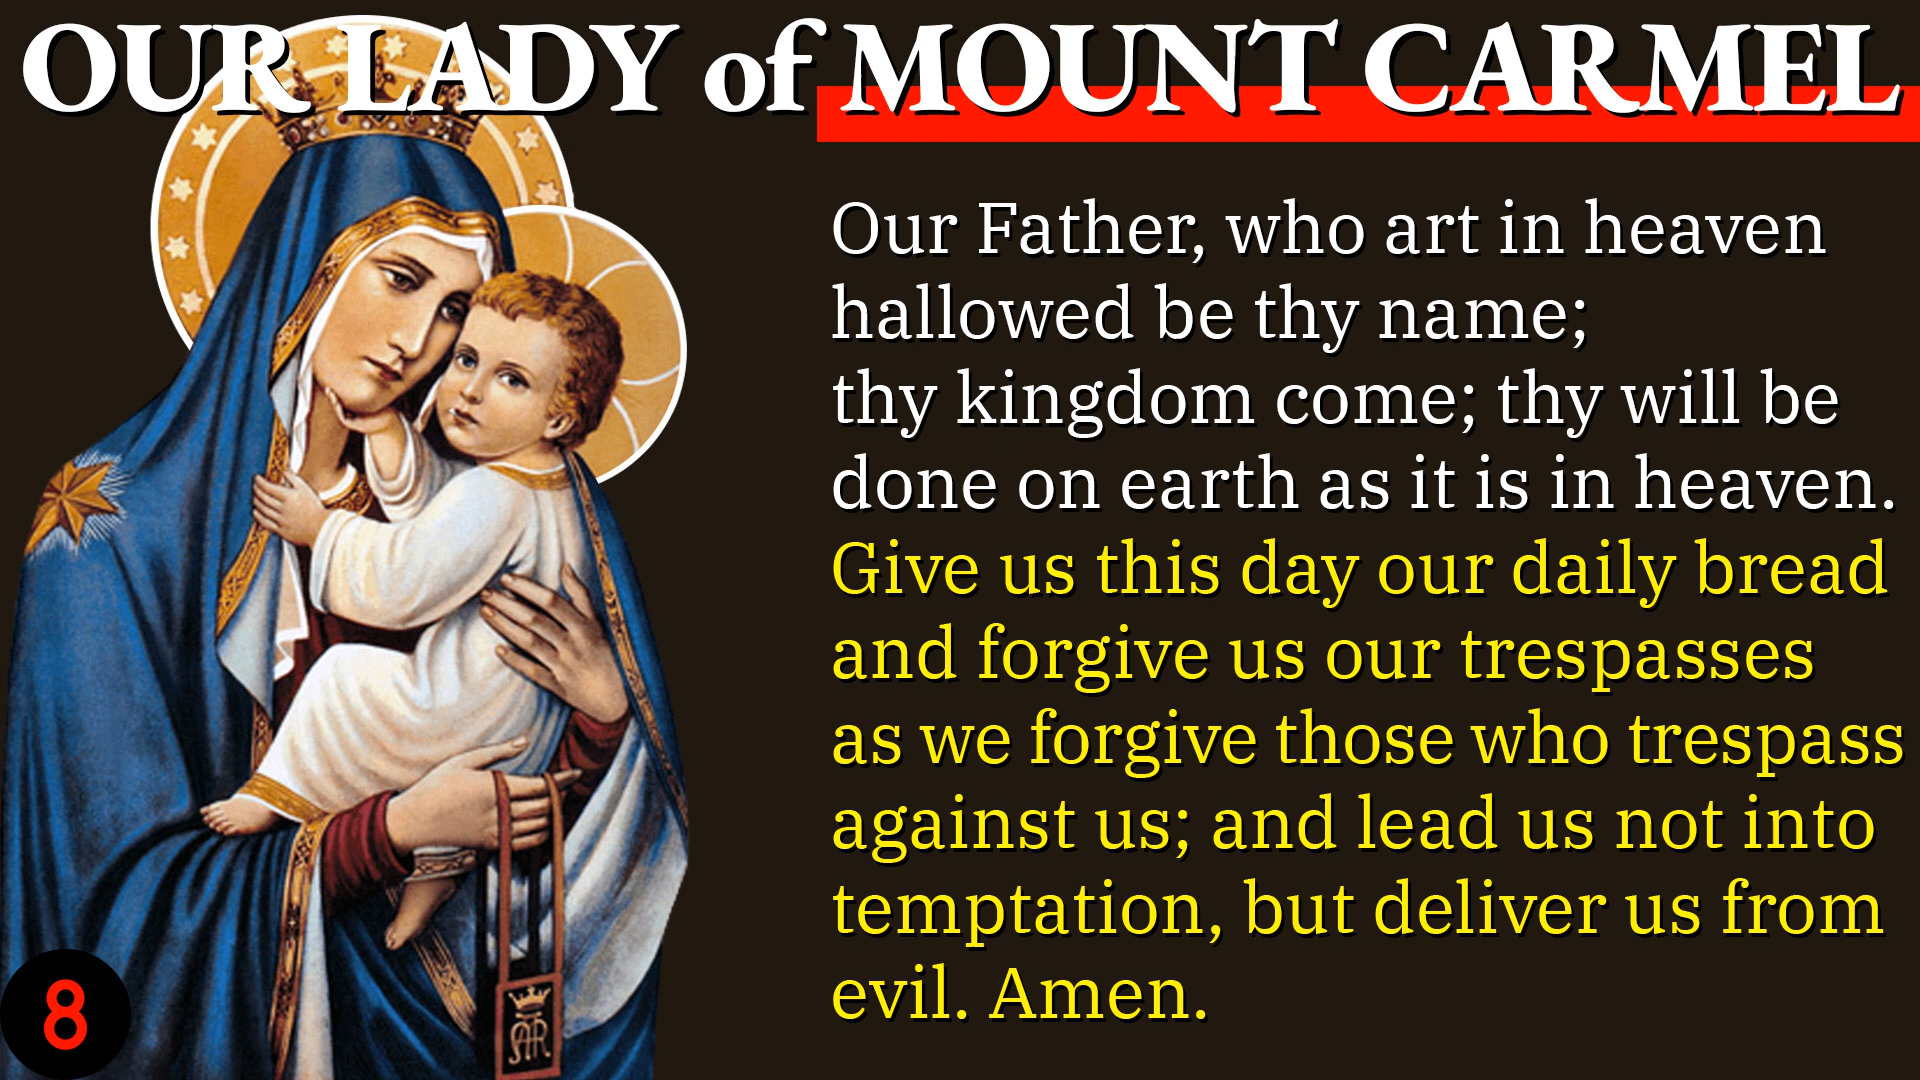 OUR LADY of MOUNT CARMEL
Our Father, who art in heaven
hallowed be thy name;
thy kingdom come; thy will be
done on earth as it is in heaven.
Give us this day our daily bread
and forgive us our trespasses
as we forgive those who trespass
against us; and lead us not into
temptation, but deliver us from
evil. Amen.
8